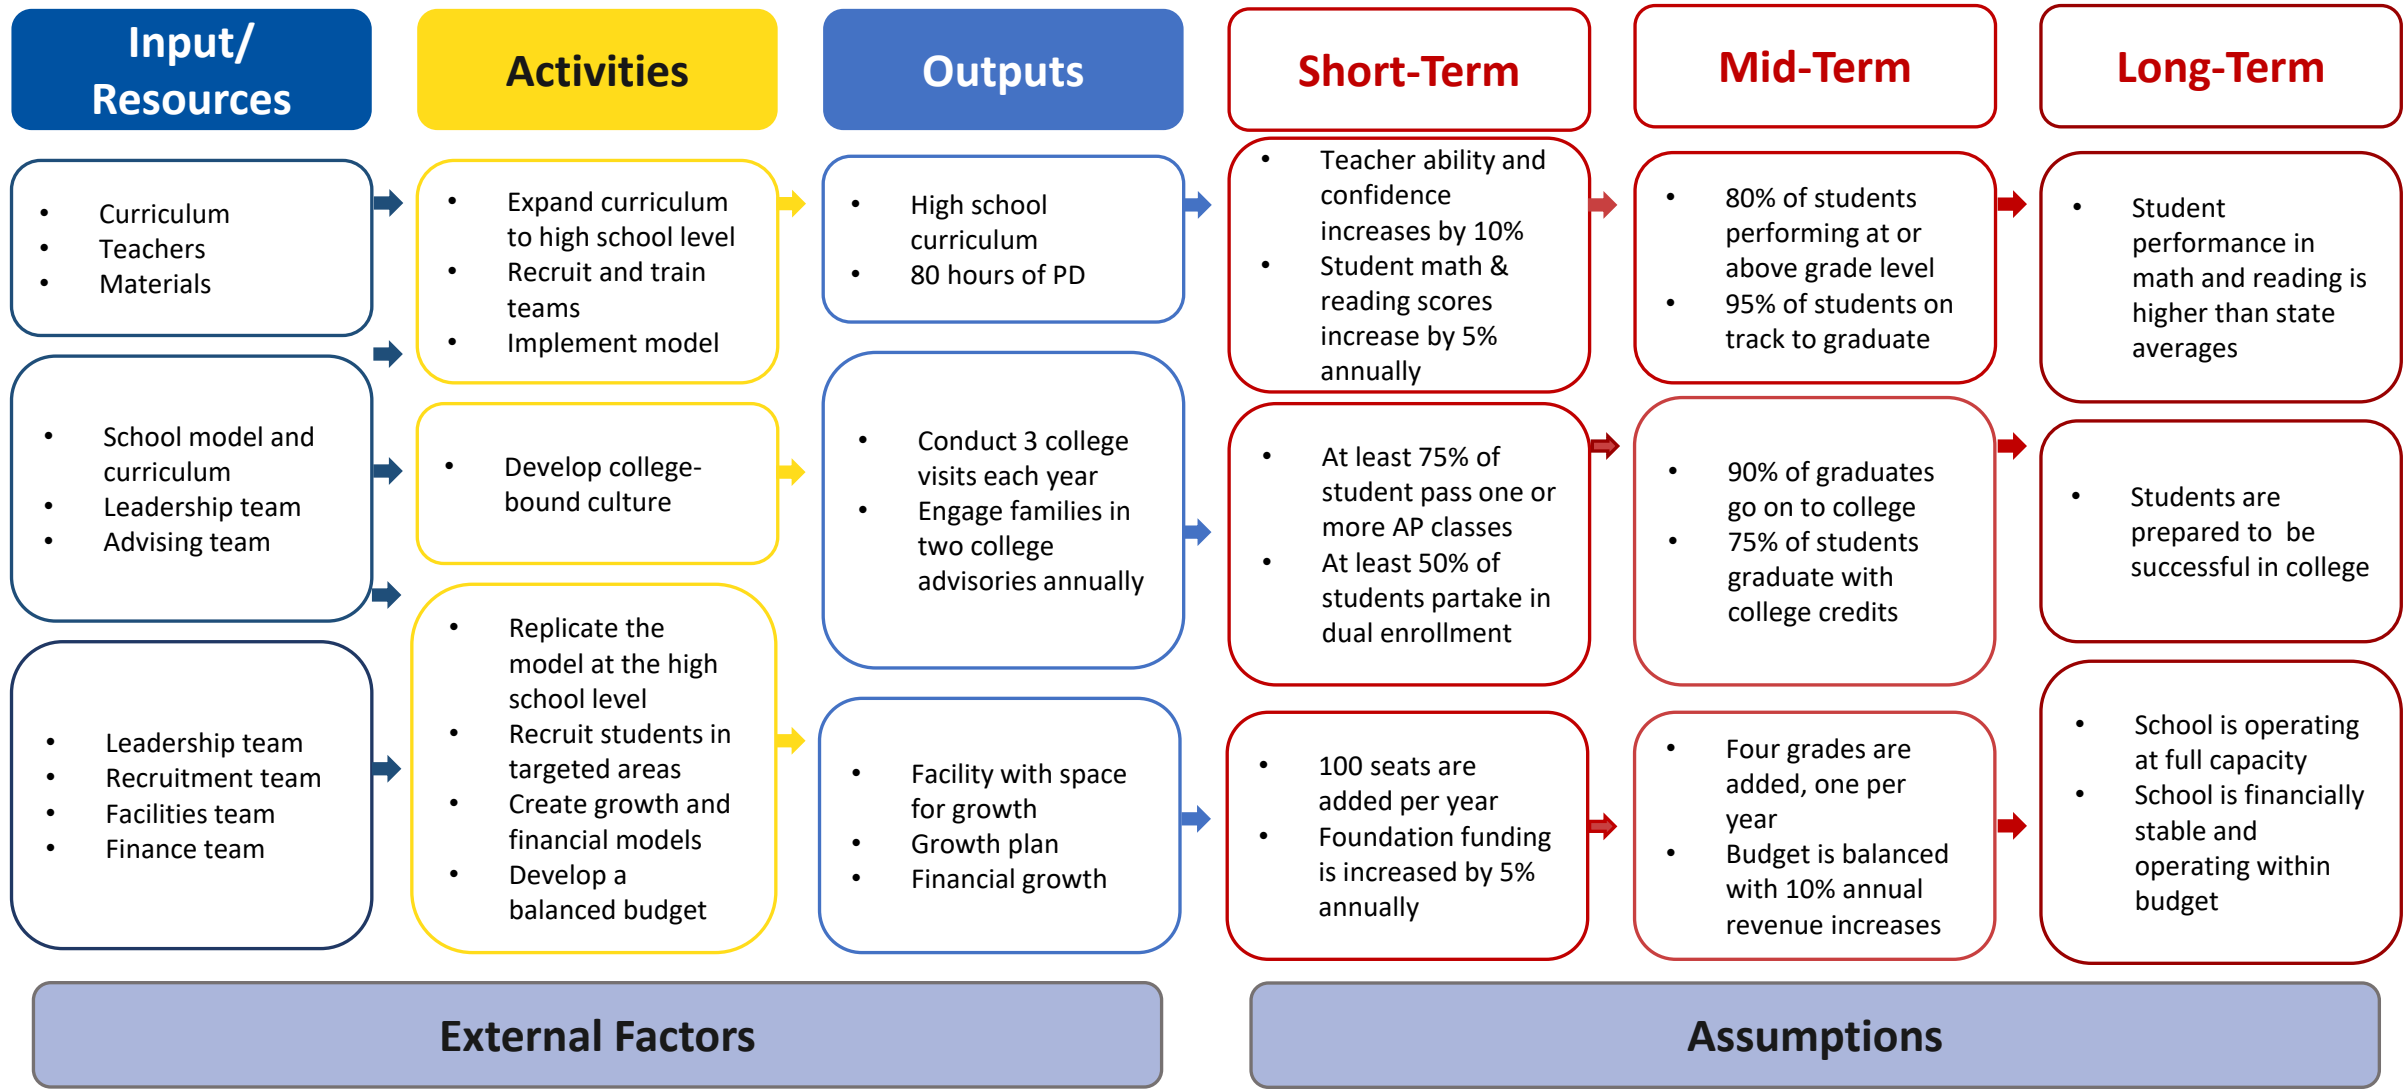 Input/
Resources
Activities
Outputs
Short-Term
Mid-Term
Long-Term
• Curriculum
• Teachers
• Materials
• School model and
curriculum
• Leadership team
• Advising team
• Leadership team
• Recruitment team
• Facilities team
• Finance team
• Expand curriculum
to high school level
• Recruit and train
teams
• Implement model
• Develop college-
bound culture
• Replicate the
model at the high
school level
• Recruit students in
targeted areas
• Create growth and
financial models
• Develop a
balanced budget
• High school
curriculum
• 80 hours of PD
• Conduct 3 college
visits each year
• Engage families in
two college
advisories annually
• Facility with space
for growth
• Growth plan
• Financial growth
• Teacher ability and
confidence
increases by 10%
• Student math &
reading scores
increase by 5%
annually
• At least 75% of
student pass one or
more AP classes
• At least 50% of
students partake in
dual enrollment
• 100 seats are
added per year
• Foundation funding
is increased by 5%
annually
• 80% of students
performing at or
above grade level
• 95% of students on
track to graduate
• 90% of graduates
go on to college
• 75% of students
graduate with
college credits
• Four grades are
added, one per
year
• Budget is balanced
with 10% annual
revenue increases
• Student
performance in
math and reading is
higher than state
averages
• Students are
prepared to be
successful in college
• School is operating
at full capacity
• School is financially
stable and
operating within
budget
External Factors
Assumptions